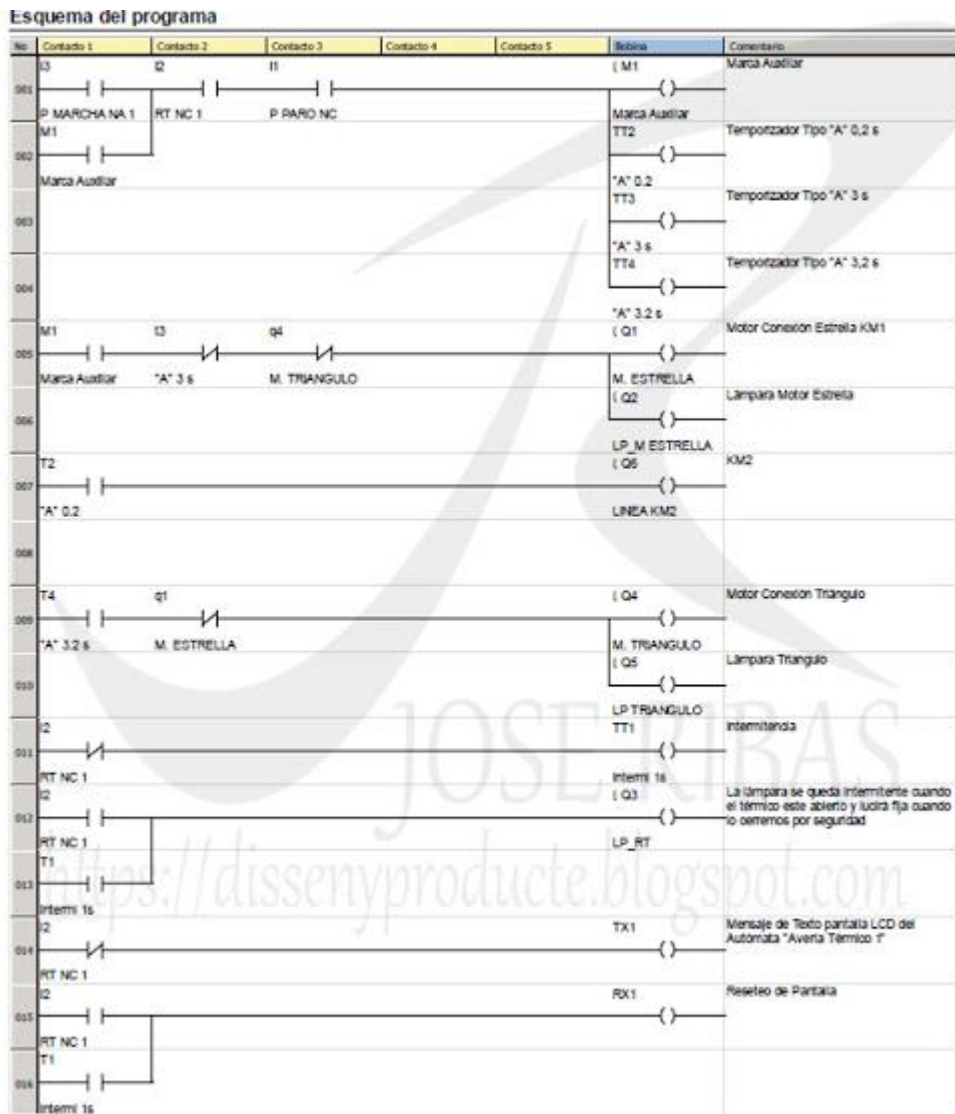 Esquema del programa
No Contacto 1 Contacto 2 Contacto 3 Contacto 4 Contacto 5 Bobina Comentario
I3 I2 I1 ( M1 Marca Auxiliar
001
P MARCHA NA 1 RT NC 1 P PARO NC Marca Auxiliar
M1 TT2 Temporizador Tipo "A" 0,2 s
002
Marca Auxiliar "A" 0.2
TT3 Temporizador Tipo "A" 3 s
003
"A" 3 s
TT4 Temporizador Tipo "A" 3,2 s
004
"A" 3.2 s
M1 t3 q4 ( Q1 Motor Conexión Estrella KM1
005
Marca Auxiliar "A" 3 s M. TRIANGULO M. ESTRELLA
( Q2 Lámpara Motor Estrella
006
LP_M ESTRELLA
T2 ( Q6 KM2
007
"A" 0.2 LINEA KM2
008
T4 q1 ( Q4 Motor Conexión Triángulo
009
"A" 3.2 s M. ESTRELLA M. TRIANGULO
( Q5 Lámpara Triangulo
010
LP TRIANGULO
i2 TT1 Intermitencia
011
RT NC 1 Intermi 1s
I2 ( Q3 La lámpara se queda intermitente cuando
el térmico este abierto y lucirá fija cuando
lo cerremos por seguridad
012
RT NC 1 LP_RT
T1
013
Intermi 1s
i2 TX1 Mensaje de Texto pantalla LCD del
Autómata "Avería Térmico 1"
014
RT NC 1
I2 RX1 Reseteo de Pantalla
015
RT NC 1
T1
016
Intermi 1s
JOSE RIBAS
https://dissenyproducte.blogspot.com